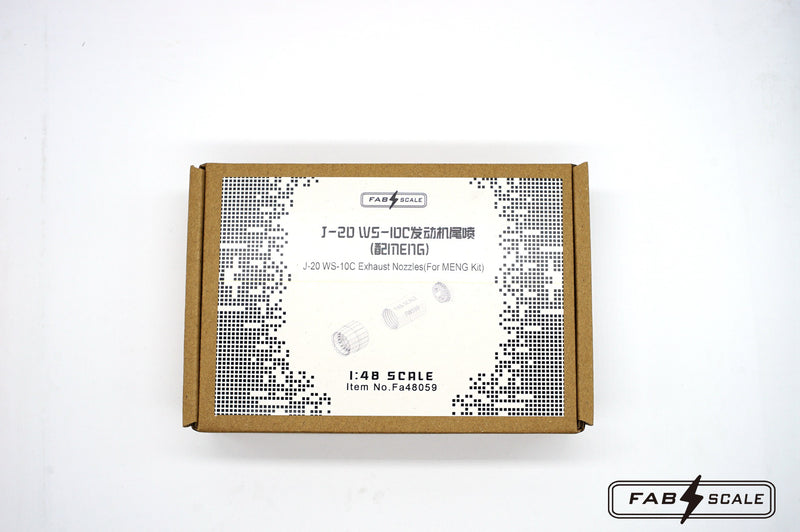 FAB SCALE
J-20 WS-10C发动机尾喷
(配MENG)
J-20 WS-10C Exhaust Nozzles(For MENG Kit)
1:48 SCALE
Item No.Fa48059
FAB SCALE